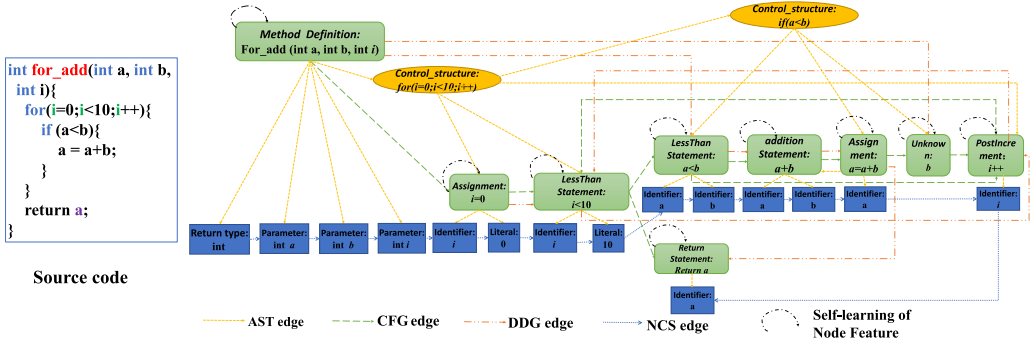 int for_add(int a, int b,
int i){
for(i=0;i<10;i++){
if (a<b){
a = a+b;
}
}
return a;
}
Source code
Method Definition:
For_add (int a, int b, int i)
Control_structure:
if(a<b)
Control_structure:
for(i=0;i<10;i++)
Assignment:
i=0
LessThan
Statement:
i<10
LessThan
Statement:
a<b
addition
Statement:
a+b
Assign
ment:
a=a+b
Unknow
n:
b
PostIncre
ment:
i++
Return
Statement:
Return a
Return type:
int
Parameter:
int a
Parameter:
int b
Parameter:
int i
Identifier:
i
Literal:
0
Identifier:
i
Literal:
10
Identifier:
a
Identifier:
b
Identifier:
a
Identifier:
b
Identifier:
a
Identifier:
i
Identifier:
a
AST edge
CFG edge
DDG edge
NCS edge
Self-learning of
Node Feature